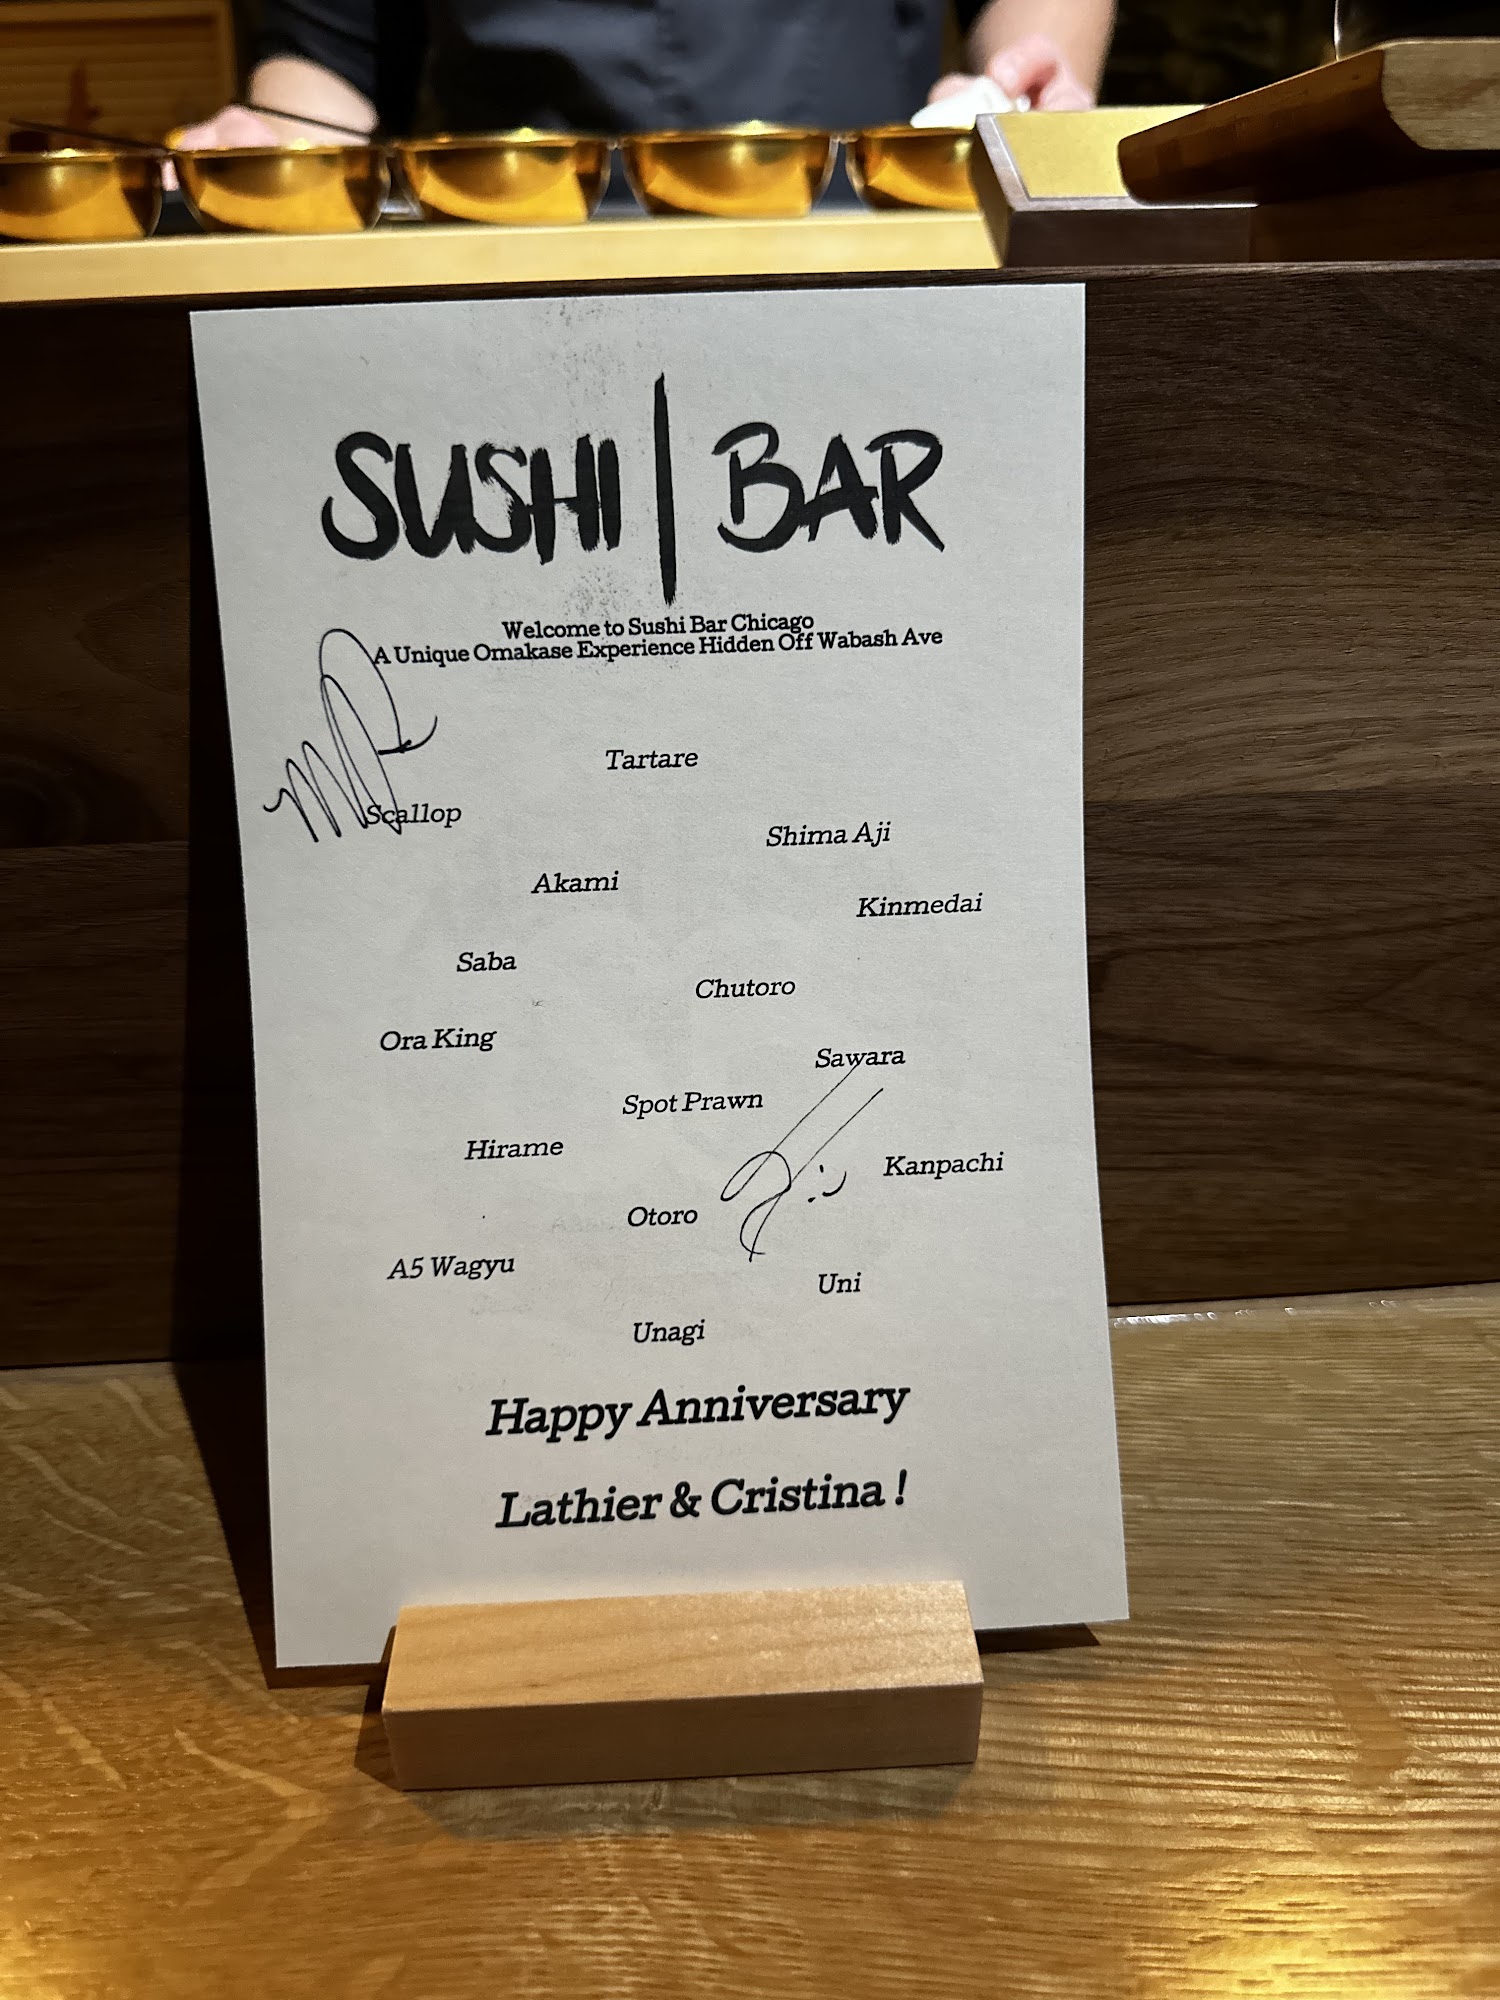 SUSHI | BAR
Welcome to Sushi Bar Chicago
A Unique Omakase Experience Hidden Off Wabash Ave
Tartare
Scallop
Shima Aji
Akami
Kinmedai
Saba
Chutoro
Ora King
Sawara
Spot Prawn
Hirame
Kanpachi
Otoro
A5 Wagyu
Uni
Unagi
Happy Anniversary
Lathier & Cristina !